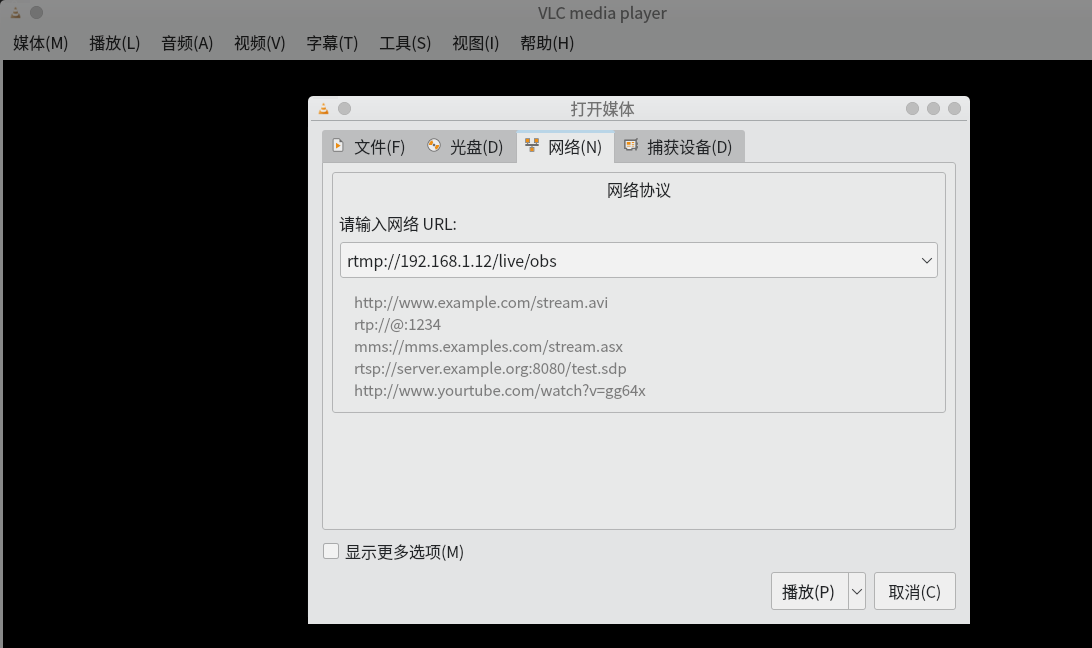 VLC media player
媒体(M) 播放(L) 音频(A) 视频(V) 字幕(T) 工具(S) 视图(I) 帮助(H)
打开媒体
文件(F) 光盘(D) 网络(N) 捕获设备(D)
网络协议
请输入网络 URL:
rtmp://192.168.1.12/live/obs
http://www.example.com/stream.avi
rtp://@:1234
mms://mms.examples.com/stream.asx
rtsp://server.example.org:8080/test.sdp
http://www.yourtube.com/watch?v=gg64x
显示更多选项(M)
播放(P) 取消(C)